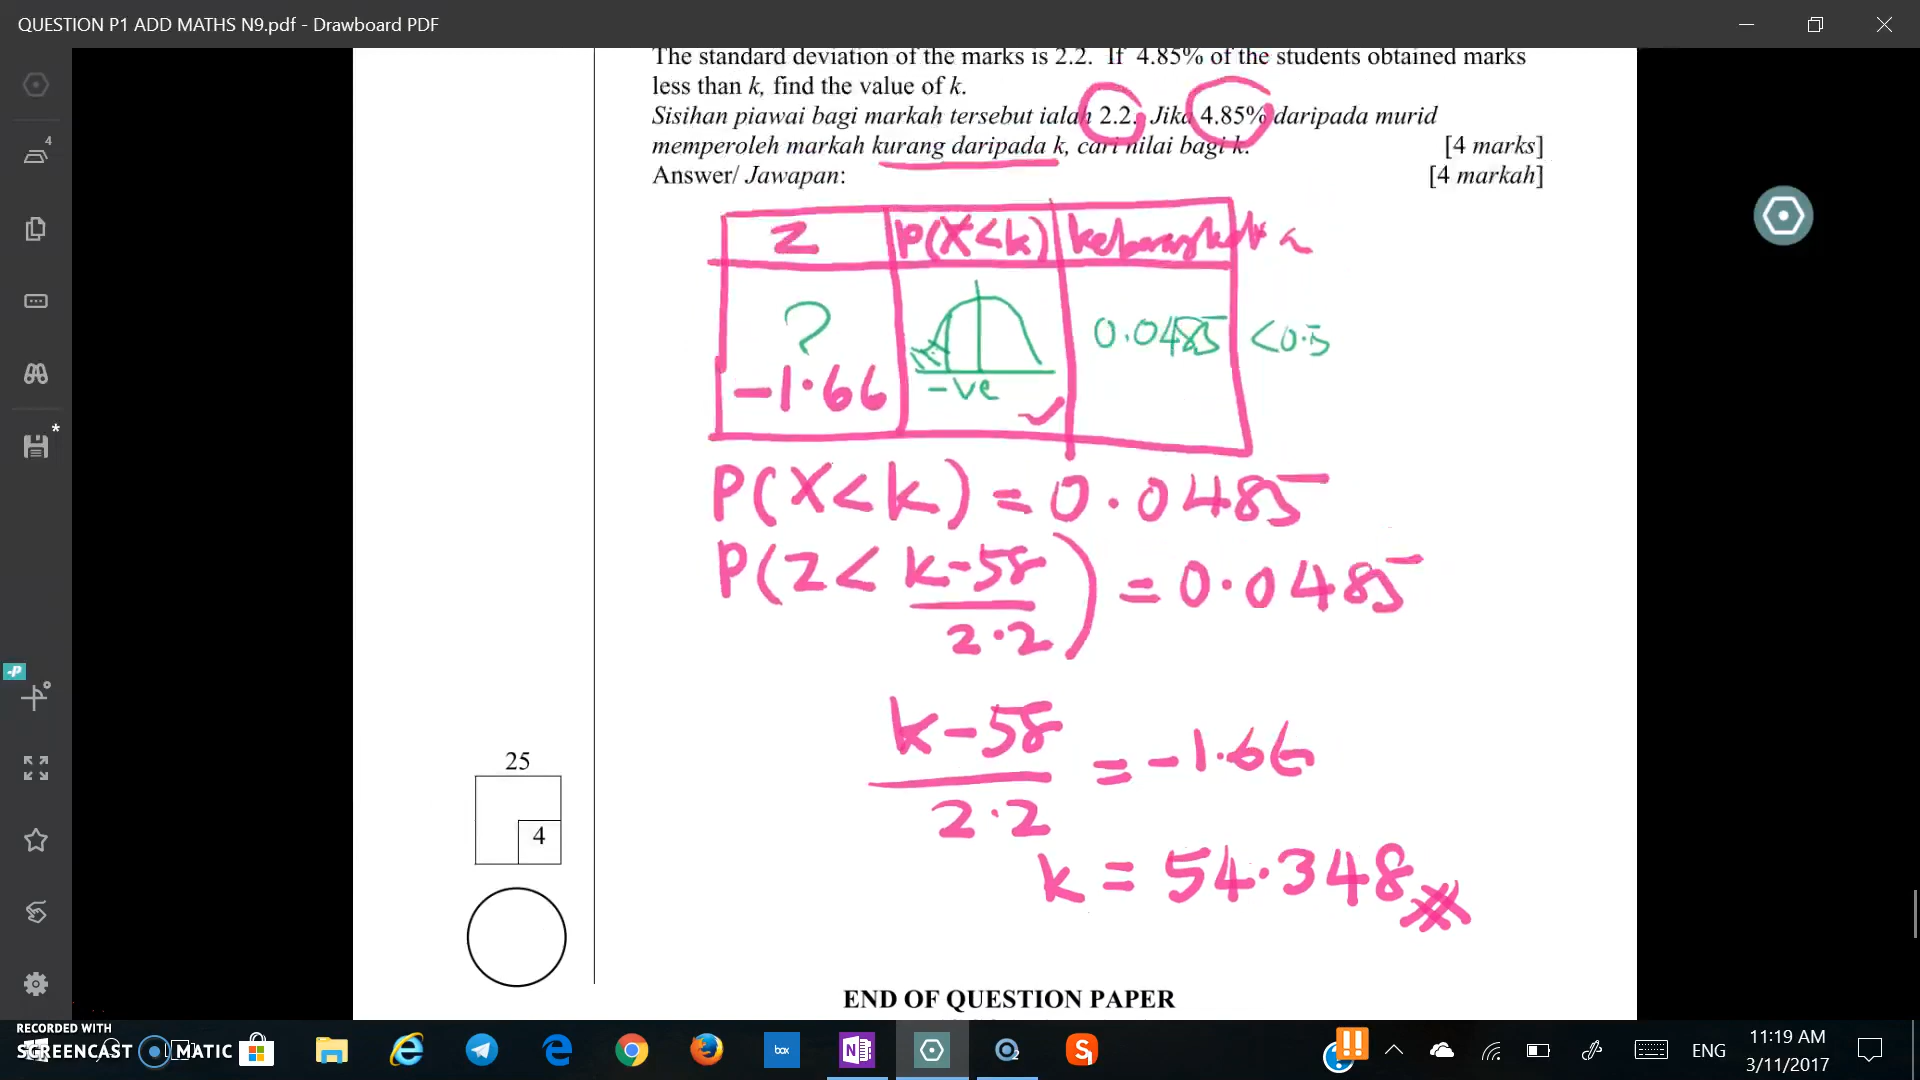 QUESTION P1 ADD MATHS N9.pdf - Drawboard PDF
The standard deviation of the marks is 2.2. If 4.85% of the students obtained marks
less than k, find the value of k.
Sisihan piawai bagi markah tersebut ialah 2.2. Jika 4.85% daripada murid
memperoleh markah kurang daripada k, cari nilai bagi k.
[4 marks]
Answer/ Jawapan:
[4 markah]
Z
P(X<k)
?
0.0485
<0.5
-1.66
-ve
P(X<k) = 0.0485
P(Z < k-58
2.2
) = 0.0485
k-58
2.2
= -1.66
k = 54.348
25
4
END OF QUESTION PAPER
4
*
RECORDED WITH
SCREENCAST MATIC
box
N
2
S
ENG
11:19 AM
3/11/2017